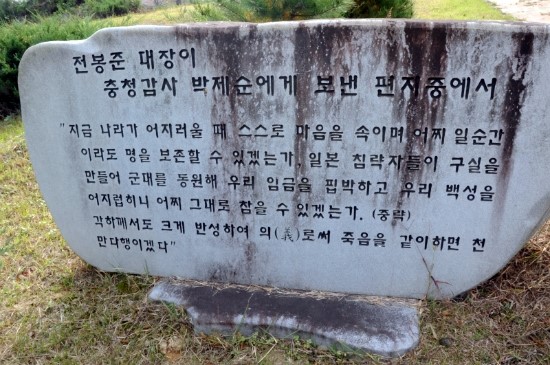 전봉준 대장이
충청감사 박제순에게 보낸 편지중에서
"지금 나라가 어지러울 때 스스로 마음을 속이며 어찌 일순간
이라도 명을 보존할 수 있겠는가, 일본 침략자들이 구실을
만들어 군대를 동원해 우리 임금을 핍박하고 우리 백성을
어지럽히니 어찌 그대로 참을 수 있겠는가. (중략)
각하께서도 크게 반성하여 의(義)로써 죽음을 같이하면 천
만다행이겠다"